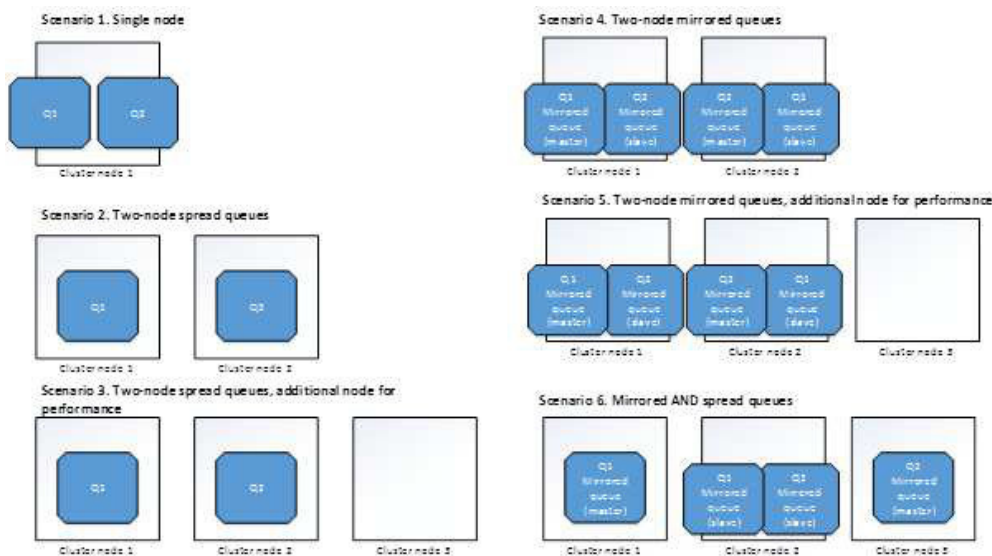 Scenario 1. Single node
Q1
Q2
Cluster node 1
Scenario 2. Two-node spread queues
Q1
Q2
Cluster node 1
Cluster node 2
Scenario 3. Two-node spread queues, additional node for
performance
Q1
Q2
Cluster node 1
Cluster node 2
Cluster node 3
Scenario 4. Two-node mirrored queues
Q1
Mirrored
queue
(master)
Q2
Mirrored
queue
(slave)
Q2
Mirrored
queue
(master)
Q1
Mirrored
queue
(slave)
Cluster node 1
Cluster node 2
Scenario 5. Two-node mirrored queues, additional node for performance
Q1
Mirrored
queue
(master)
Q2
Mirrored
queue
(slave)
Q2
Mirrored
queue
(master)
Q1
Mirrored
queue
(slave)
Cluster node 1
Cluster node 2
Cluster node 3
Scenario 6. Mirrored AND spread queues
Q1
Mirrored
queue
(master)
Q1
Mirrored
queue
(slave)
Q2
Mirrored
queue
(slave)
Q2
Mirrored
queue
(master)
Cluster node 1
Cluster node 2
Cluster node 3